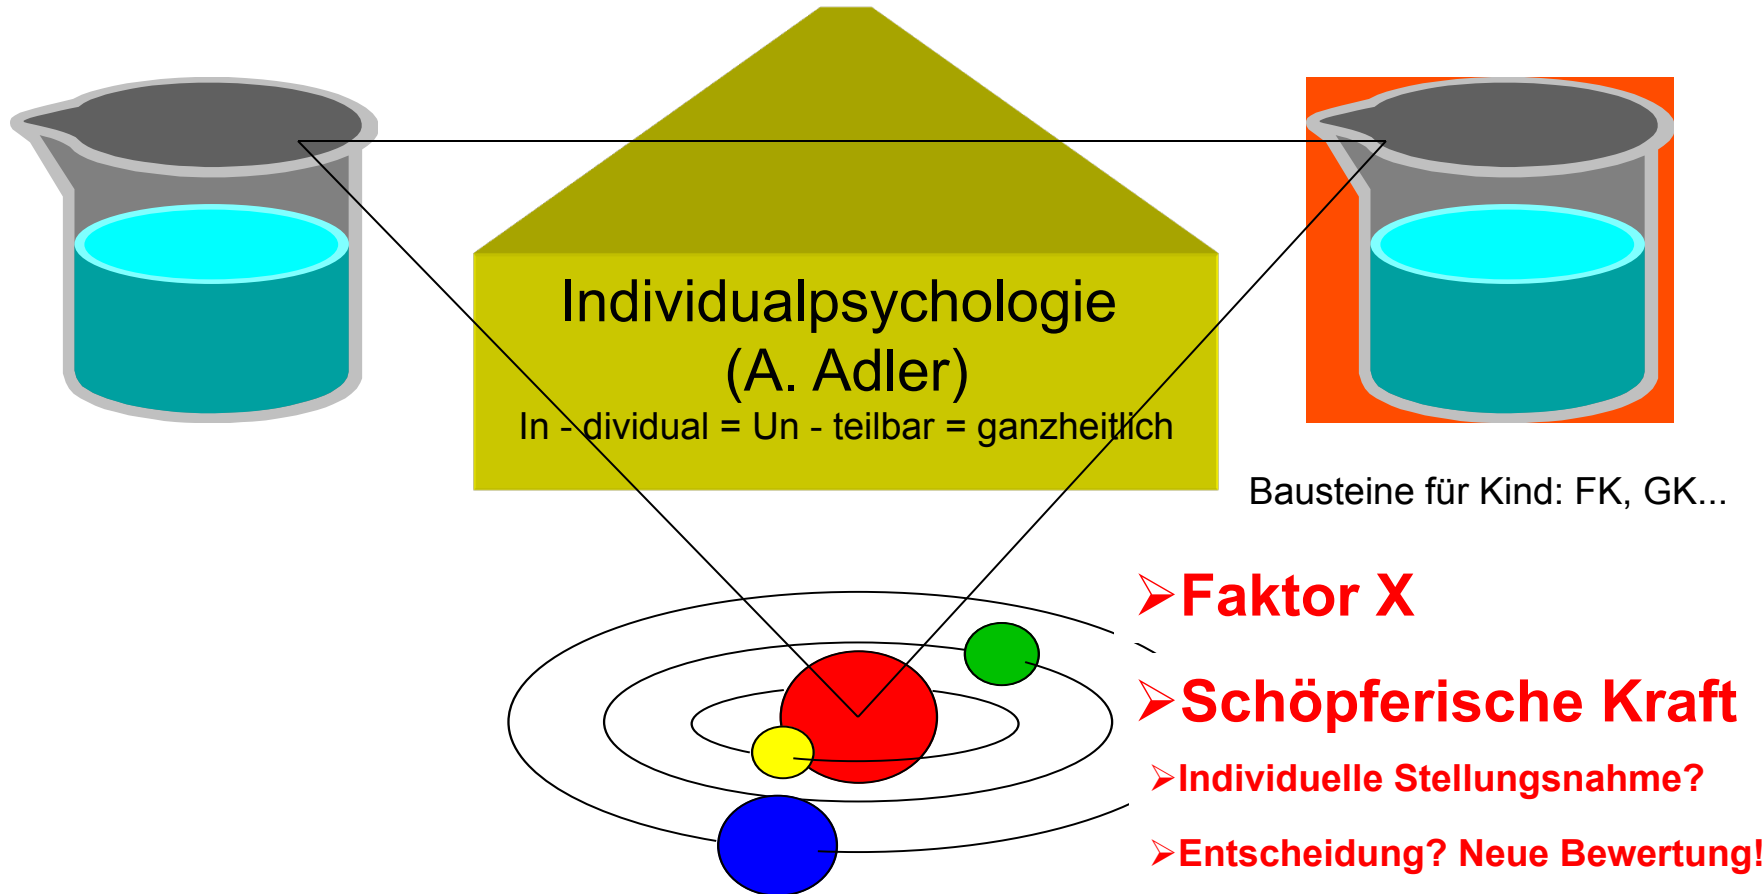 Individualpsychologie
(A. Adler)
In - dividual = Un - teilbar = ganzheitlich
Bausteine für Kind: FK, GK...
➢Faktor X
➢Schöpferische Kraft
➢Individuelle Stellungsnahme?
➢Entscheidung? Neue Bewertung!